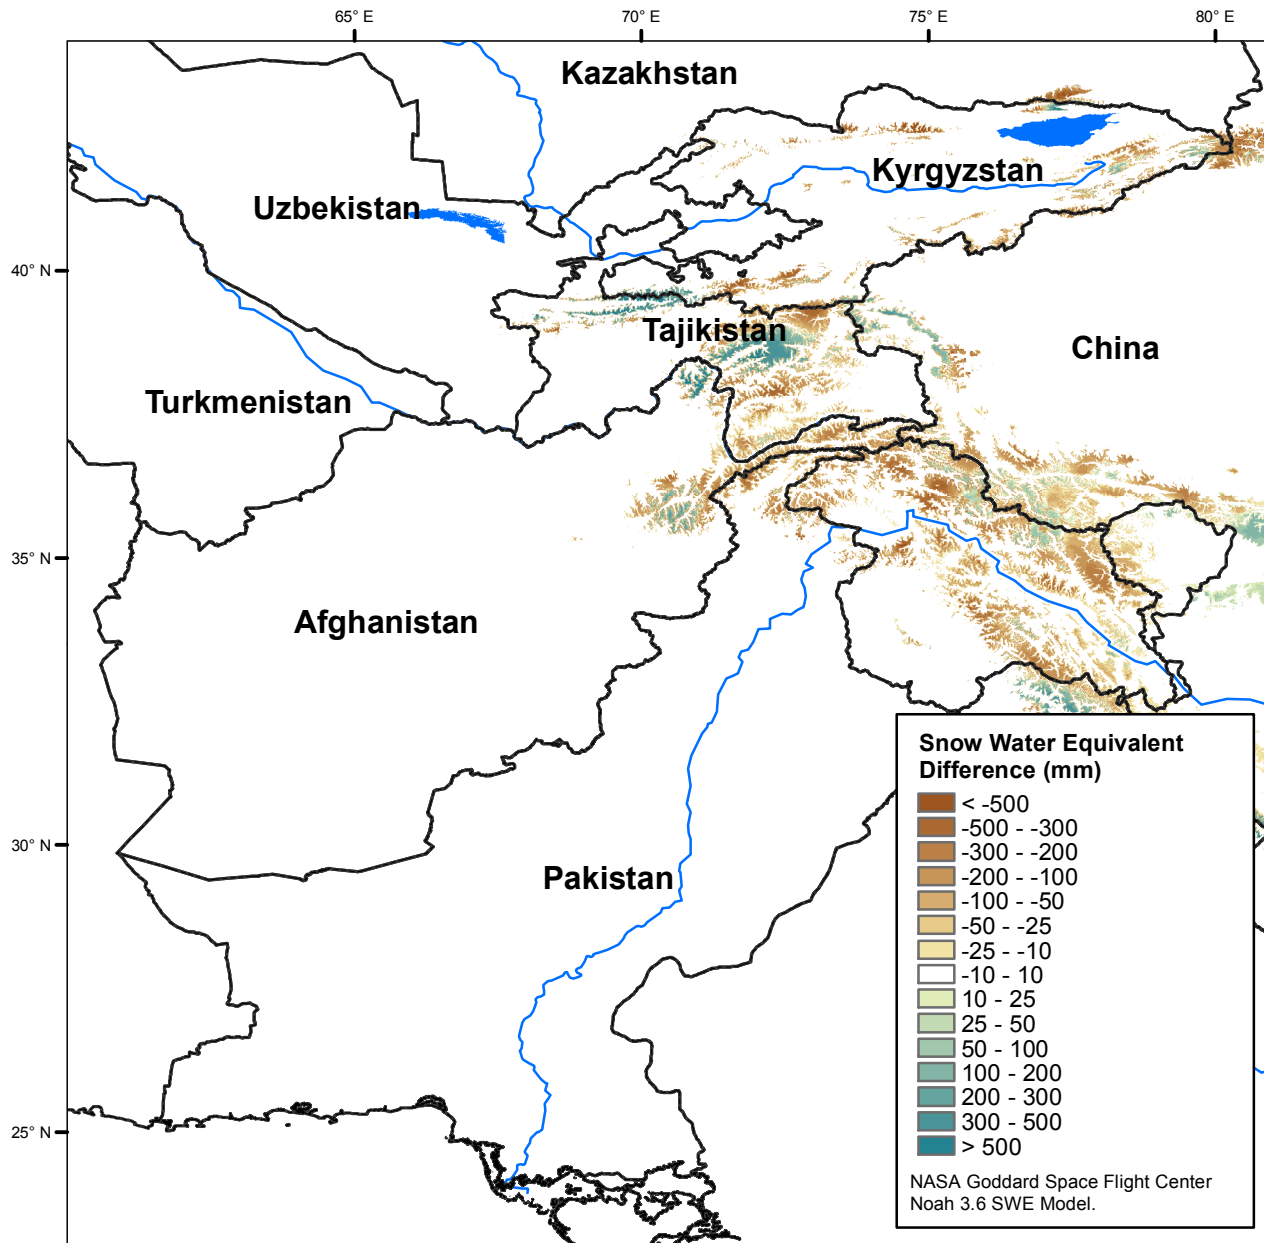 65° E
70° E
75° E
80° E
Kazakhstan
Kyrgyzstan
Uzbekistan
40° N
Tajikistan
China
Turkmenistan
35° N
Afghanistan
30° N
Pakistan
25° N
Snow Water Equivalent
Difference (mm)
< -500
-500 - -300
-300 - -200
-200 - -100
-100 - -50
-50 - -25
-25 - -10
-10 - 10
10 - 25
25 - 50
50 - 100
100 - 200
200 - 300
300 - 500
> 500
NASA Goddard Space Flight Center
Noah 3.6 SWE Model.